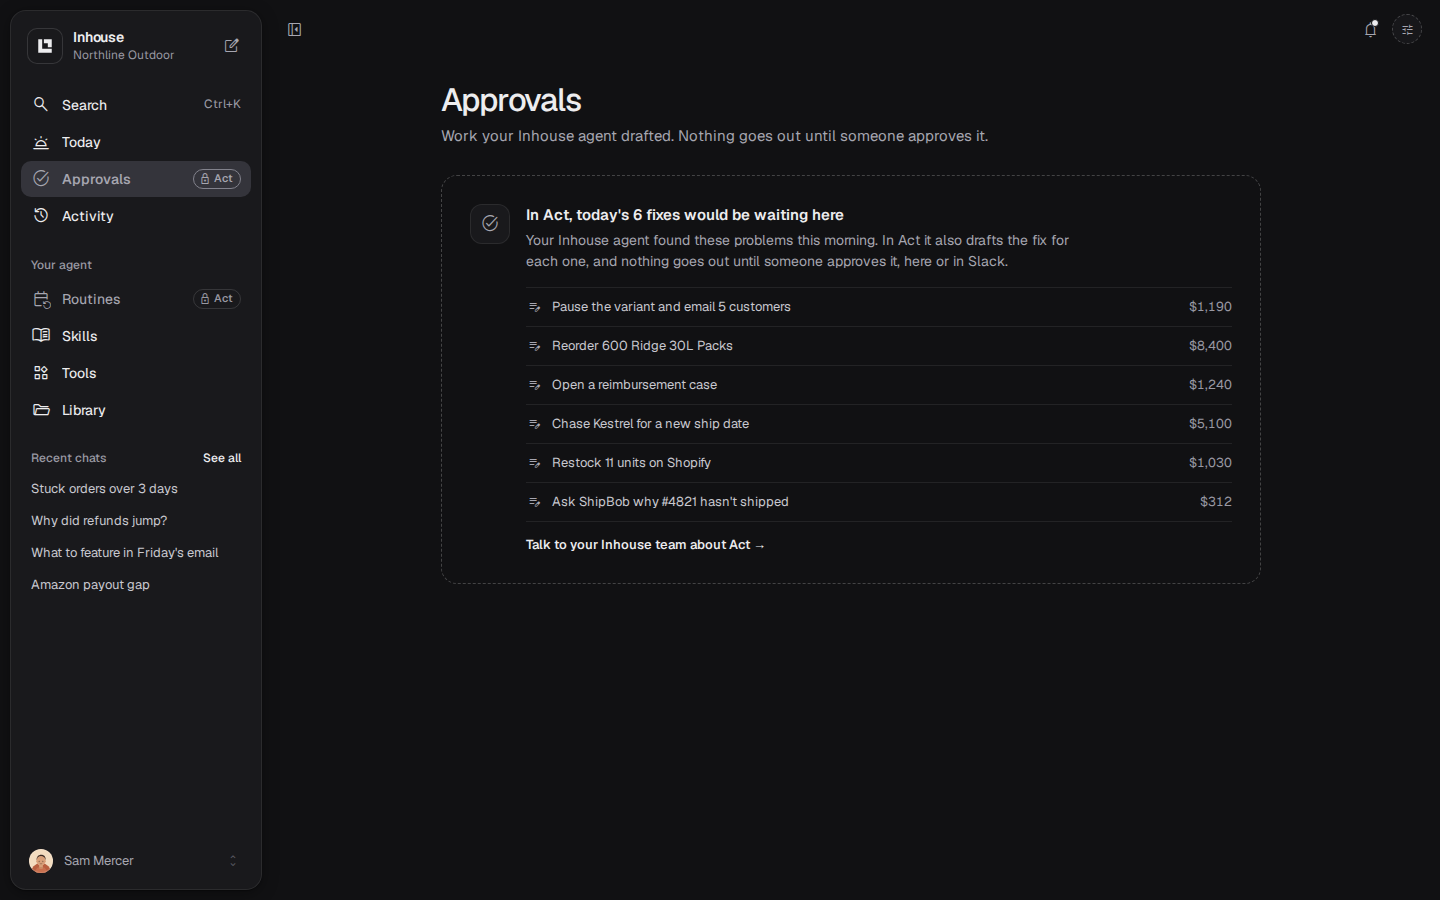 Inhouse
Northline Outdoor
Search Ctrl+K
Today
Approvals Act
Activity
Your agent
Routines Act
Skills
Tools
Library
Recent chats See all
Stuck orders over 3 days
Why did refunds jump?
What to feature in Friday's email
Amazon payout gap
Sam Mercer
Approvals
Work your Inhouse agent drafted. Nothing goes out until someone approves it.
In Act, today's 6 fixes would be waiting here
Your Inhouse agent found these problems this morning. In Act it also drafts the fix for
each one, and nothing goes out until someone approves it, here or in Slack.
Pause the variant and email 5 customers $1,190
Reorder 600 Ridge 30L Packs $8,400
Open a reimbursement case $1,240
Chase Kestrel for a new ship date $5,100
Restock 11 units on Shopify $1,030
Ask ShipBob why #4821 hasn't shipped $312
Talk to your Inhouse team about Act →